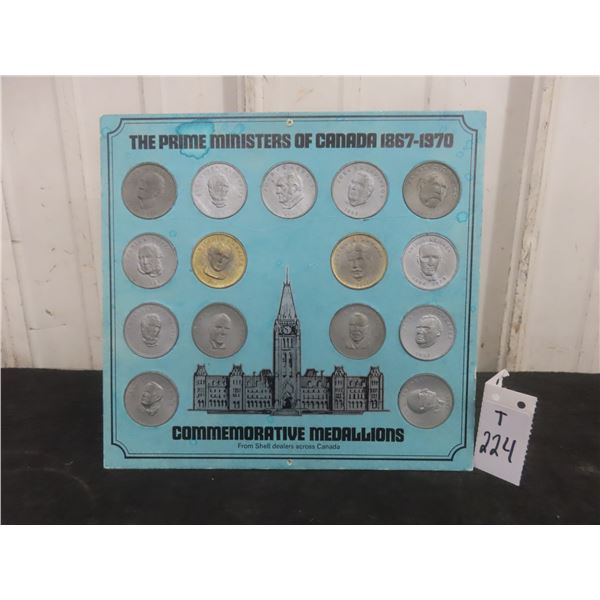 THE PRIME MINISTERS OF CANADA 1867-1970
COMMEMORATIVE MEDALLIONS
From Shell dealers across Canada
T
224